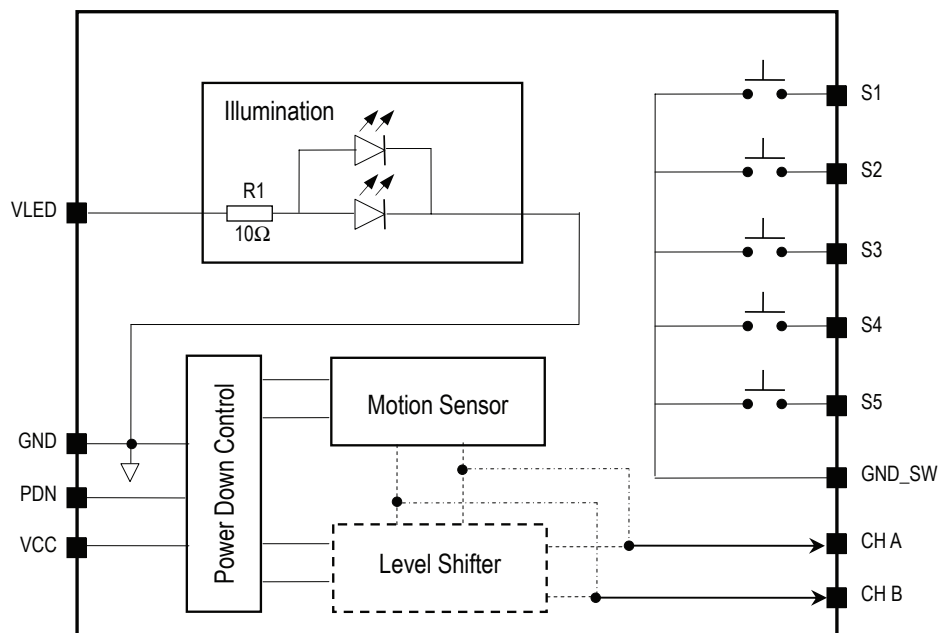 Illumination
R1
10Ω
VLED
GND
PDN
VCC
Power Down Control
Motion Sensor
Level Shifter
S1
S2
S3
S4
S5
GND_SW
CH A
CH B